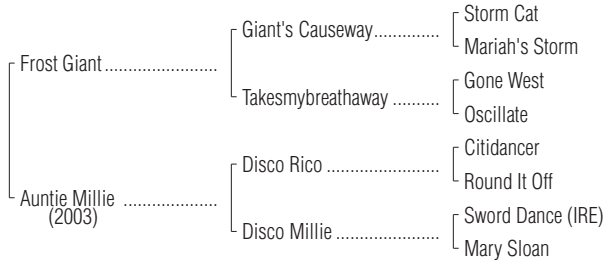 Storm Cat
Giant's Causeway..............
Mariah's Storm
Frost Giant........................
Gone West
Takesmybreathaway ..........
Oscillate
Citidancer
Disco Rico ........................
Round It Off
Auntie Millie ....................
(2003)
Sword Dance (IRE)
Disco Millie ......................
Mary Sloan